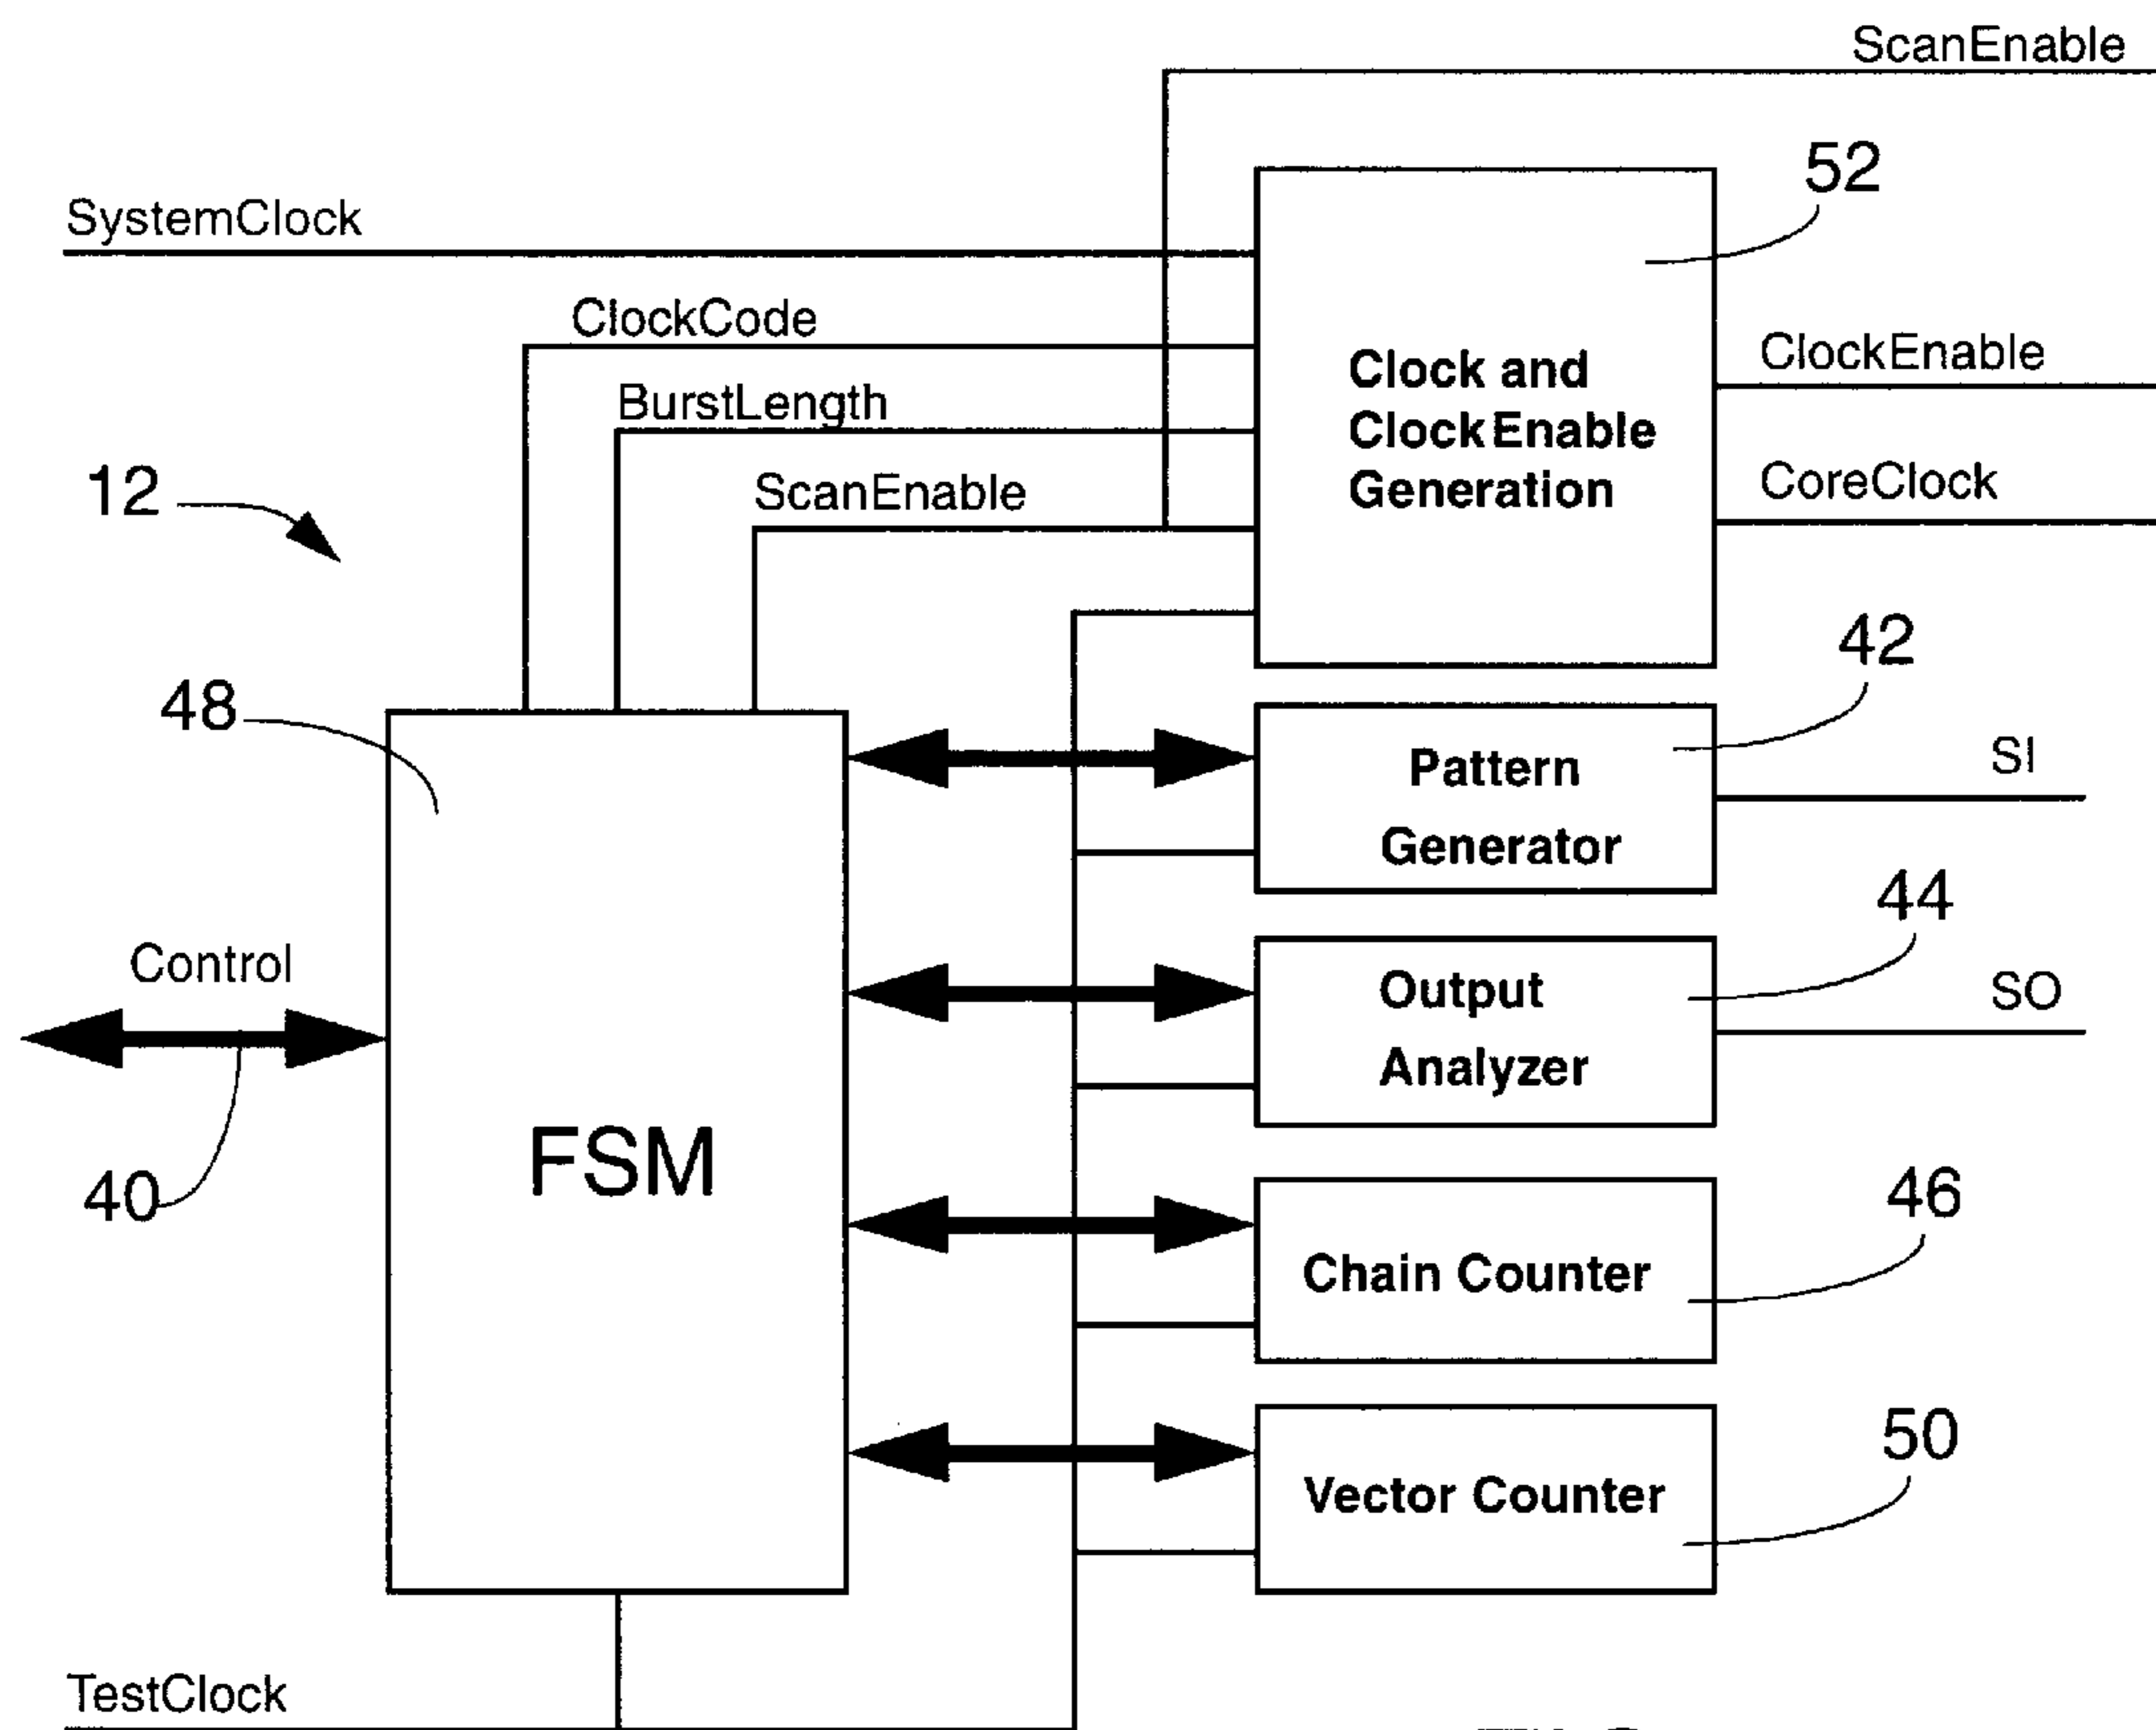 ScanEnable
52
SystemClock
ClockCode
ClockEnable
Clock and
ClockEnable
Generation
BurstLength
CoreClock
12
ScanEnable
42
48
Pattern
Generator
SI
44
Control
Output
Analyzer
SO
FSM
40
46
Chain Counter
50
Vector Counter
TestClock